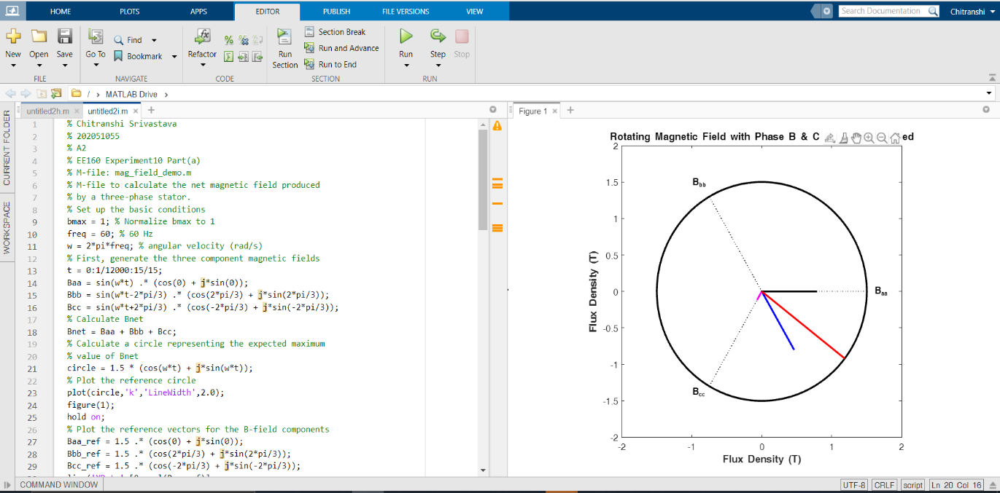 HOME PLOTS APPS EDITOR PUBLISH FILE VERSIONS VIEW Search Documentation Chitranshi
New Open Save Go To Find Bookmark Refactor Run Section Section Break Run and Advance Run to End Run Step Stop
FILE NAVIGATE CODE SECTION RUN
/ › MATLAB Drive ›
CURRENT FOLDER
WORKSPACE
untitled2h.m × untitled2i.m × +
1 % Chitranshi Srivastava
2 % 202051055
3 % A2
4 % EE160 Experiment10 Part(a)
5 % M-file: mag_field_demo.m
6 % M-file to calculate the net magnetic field produced
7 % by a three-phase stator.
8 % Set up the basic conditions
9 bmax = 1; % Normalize bmax to 1
10 freq = 60; % 60 Hz
11 w = 2*pi*freq; % angular velocity (rad/s)
12 % First, generate the three component magnetic fields
13 t = 0:1/12000:15/15;
14 Baa = sin(w*t) .* (cos(0) + j*sin(0));
15 Bbb = sin(w*t-2*pi/3) .* (cos(2*pi/3) + j*sin(2*pi/3));
16 Bcc = sin(w*t+2*pi/3) .* (cos(-2*pi/3) + j*sin(-2*pi/3));
17 % Calculate Bnet
18 Bnet = Baa + Bbb + Bcc;
19 % Calculate a circle representing the expected maximum
20 % value of Bnet
21 circle = 1.5 * (cos(w*t) + j*sin(w*t));
22 % Plot the reference circle
23 plot(circle,'k','LineWidth',2.0);
24 figure(1);
25 hold on;
26 % Plot the reference vectors for the B-field components
27 Baa_ref = 1.5 .* (cos(0) + j*sin(0));
28 Bbb_ref = 1.5 .* (cos(2*pi/3) + j*sin(2*pi/3));
29 Bcc_ref = 1.5 .* (cos(-2*pi/3) + j*sin(-2*pi/3));
Figure 1 × +
Rotating Magnetic Field with Phase B & C ed
Flux Density (T)
2
1.5
1
0.5
0
-0.5
-1
-1.5
-2
Bbb
Baa
Bcc
-2 -1 0 1 2
Flux Density (T)
COMMAND WINDOW
UTF-8 CRLF script Ln 20 Col 16